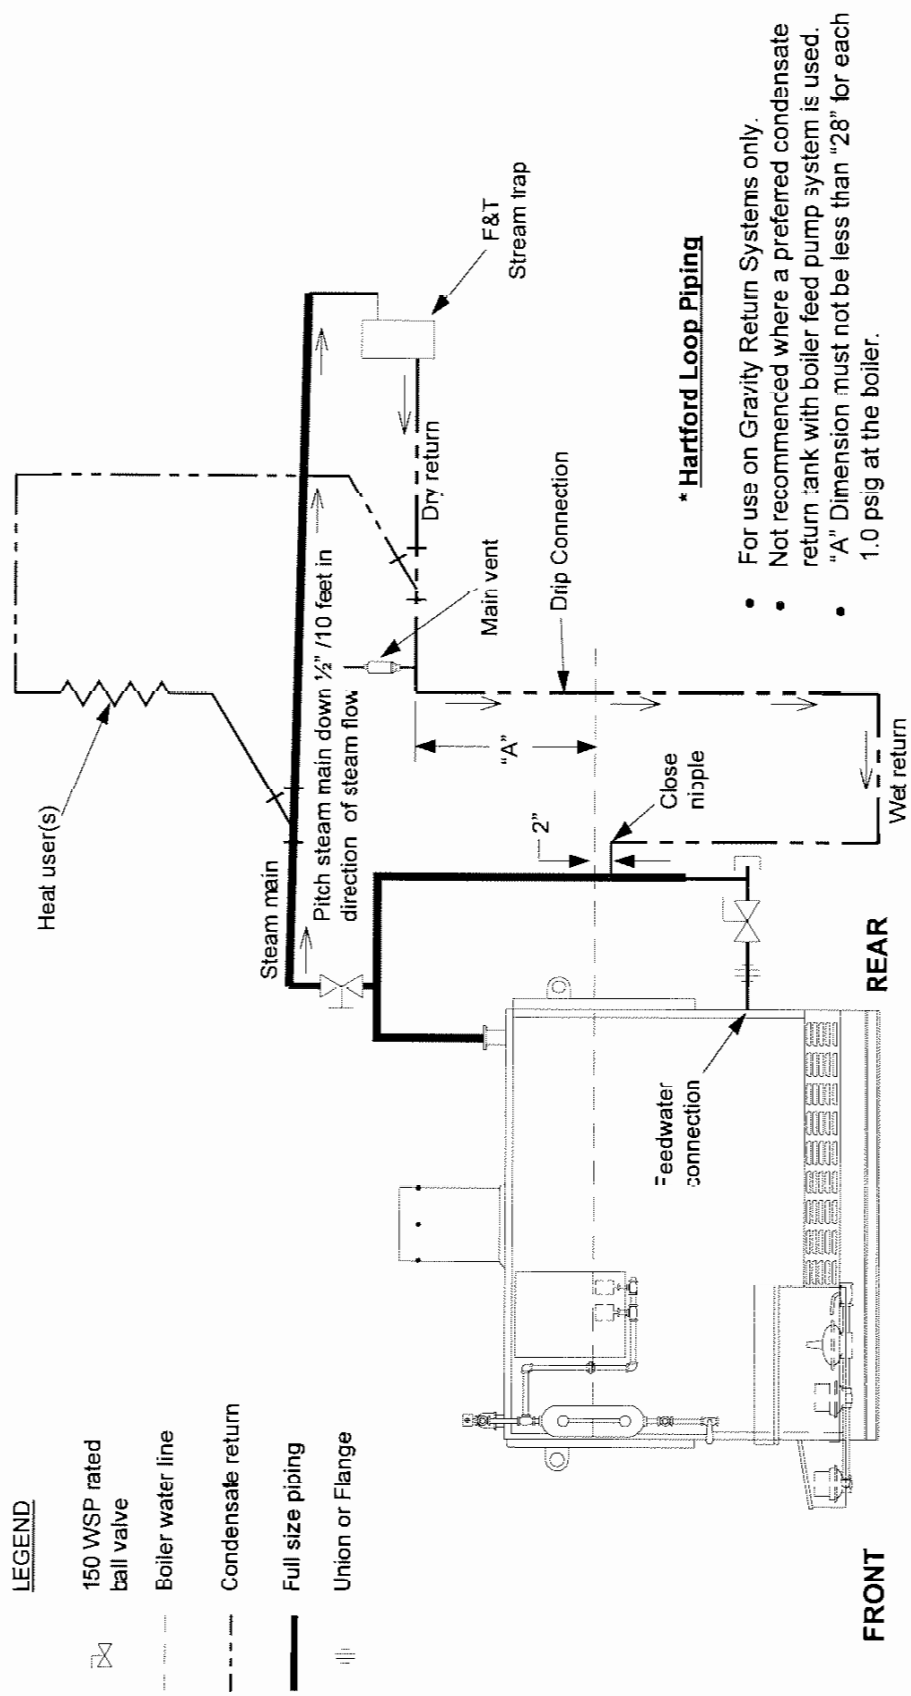 LEGEND
150 WSP rated
ball valve
Boiler water line
Condensate return
Full size piping
Union or Flange
Heat user(s)
Steam main
Pitch steam main down ½" /10 feet in
direction of steam flow
F&T
Stream trap
Dry return
Main vent
Drip Connection
"A"
2"
Close
nipple
Wet return
Feedwater
connection
FRONT
REAR
* Hartford Loop Piping
• For use on Gravity Return Systems only.
• Not recommenced where a preferred condensate
return tank with boiler feed pump system is used.
• "A" Dimension must not be less than "28" for each
1.0 psig at the boiler.